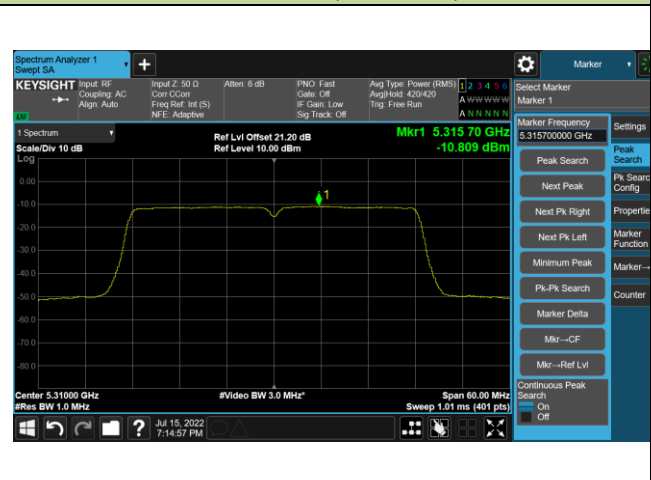 Spectrum Analyzer 1
Swept SA
+
Marker
KEYSIGHT
Input: RF
Coupling: AC
Align: Auto
Input Z: 50 Ω
Corr CCorr
Freq Ref: Int (S)
NFE: Adaptive
Atten: 6 dB
PNO: Fast
Gate: Off
IF Gain: Low
Sig Track: Off
Avg Type: Power (RMS)
Avg|Hold: 420/420
Trig: Free Run
1 2 3 4 5 6
A W W W W W
A N N N N N
Select Marker
Marker 1
LXI
1 Spectrum
Scale/Div 10 dB
Log
Ref Lvl Offset 21.20 dB
Ref Level 10.00 dBm
Mkr1 5.315 70 GHz
-10.809 dBm
0.00
-10.0
-20.0
-30.0
-40.0
-50.0
-60.0
-70.0
-80.0
1
Center 5.31000 GHz
#Res BW 1.0 MHz
#Video BW 3.0 MHz*
Span 60.00 MHz
Sweep 1.01 ms (401 pts)
Marker Frequency
5.315700000 GHz
Peak Search
Next Peak
Next Pk Right
Next Pk Left
Minimum Peak
Pk-Pk Search
Marker Delta
Mkr→CF
Mkr→Ref Lvl
Continuous Peak
Search
On
Off
Settings
Peak
Search
Pk Searc
Config
Propertie
Marker
Function
Marker→
Counter
?
Jul 15, 2022
7:14:57 PM